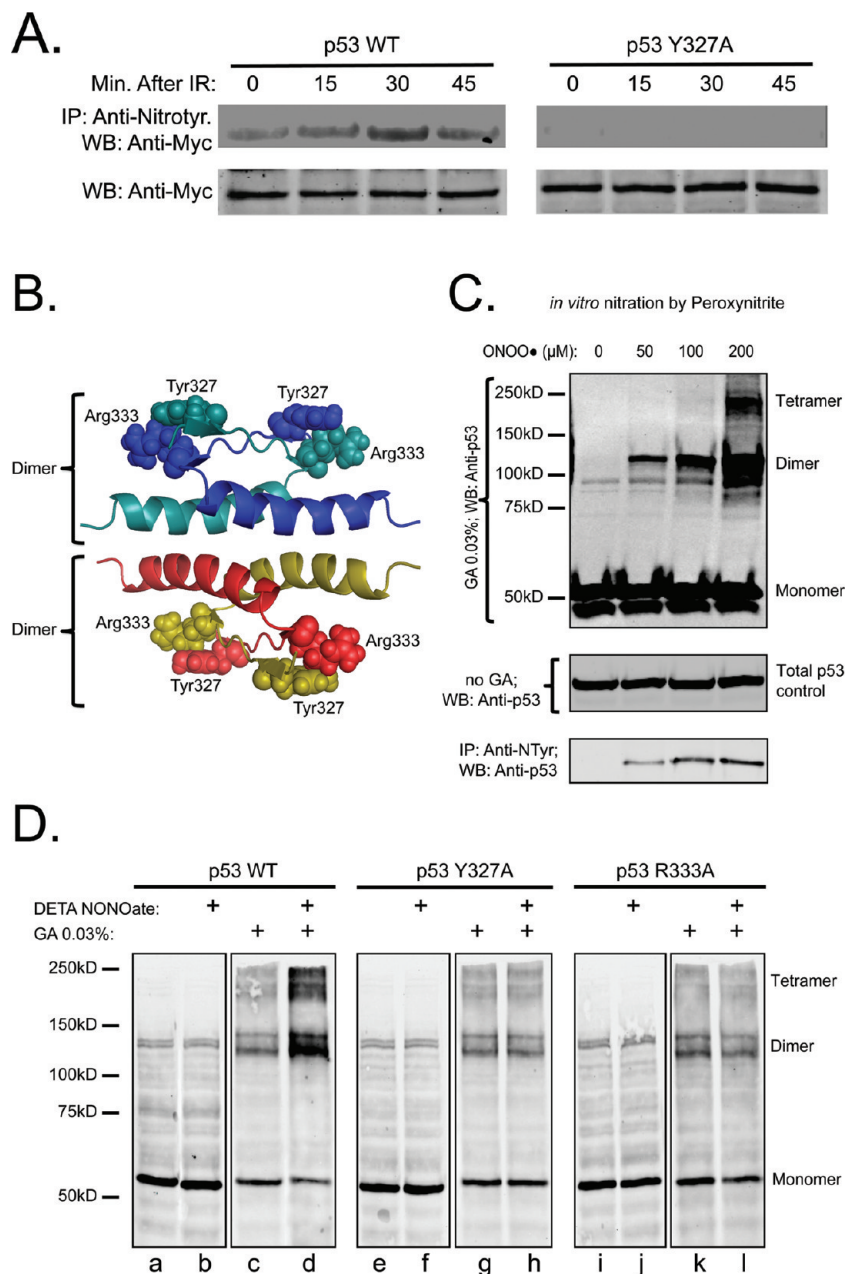 A.
p53 WT
p53 Y327A
Min. After IR: 0 15 30 45 0 15 30 45
IP: Anti-Nitrotyr.
WB: Anti-Myc
WB: Anti-Myc
B.
Tyr327
Tyr327
Arg333
Arg333
Dimer
Dimer
Arg333
Arg333
Tyr327
Tyr327
C.
in vitro nitration by Peroxynitrite
ONOO● (µM): 0 50 100 200
GA 0.03%; WB: Anti-p53
250kD
150kD
100kD
75kD
50kD
Tetramer
Dimer
Monomer
no GA;
WB: Anti-p53
Total p53
control
IP: Anti-NTyr;
WB: Anti-p53
D.
p53 WT
p53 Y327A
p53 R333A
DETA NONOate: + + + + + +
GA 0.03%: + + + + + +
250kD
150kD
100kD
75kD
50kD
Tetramer
Dimer
Monomer
a b c d e f g h i j k l